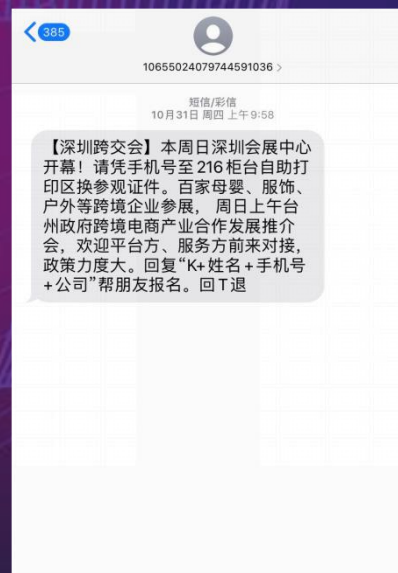 385
10655024079744591036 >
短信/彩信
10月31日 周四 上午9:58
【深圳跨交会】本周日深圳会展中心
开幕！请凭手机号至216柜台自助打
印区换参观证件。百家母婴、服饰、
户外等跨境企业参展， 周日上午台
州政府跨境电商产业合作发展推介
会，欢迎平台方、服务方前来对接，
政策力度大。回复“K+姓名+手机号
+公司”帮朋友报名。回T退